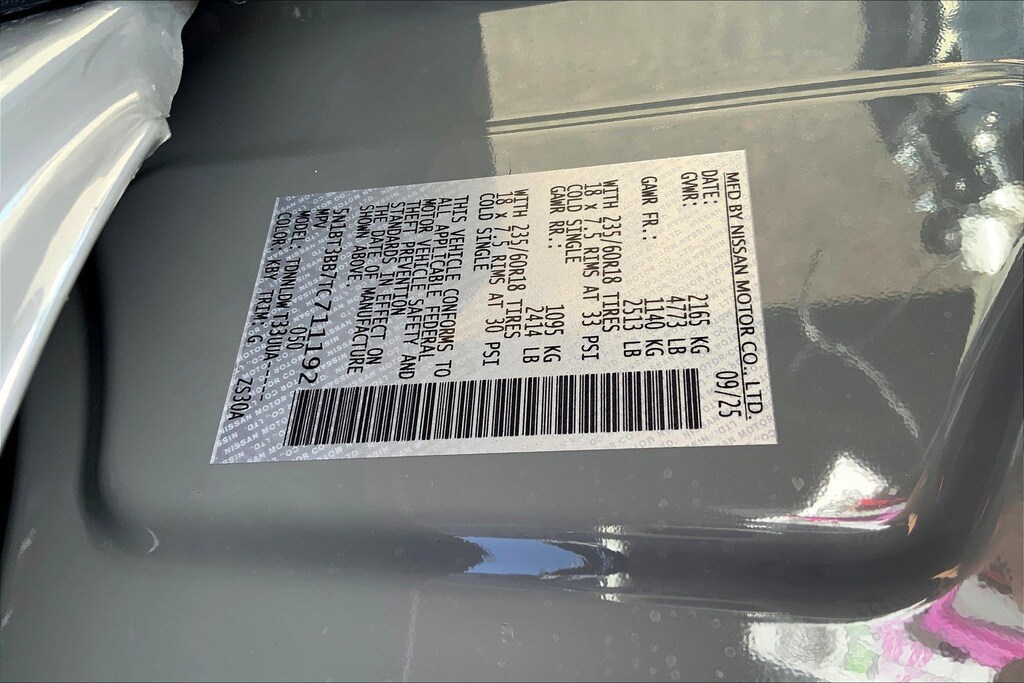 MFD BY NISSAN MOTOR CO., LTD.
DATE: 09/25
GVWR: 2165 KG
4773 LB
GAWR FR.: 1140 KG
2513 LB
WITH 235/60R18 TIRES
18 X 7.5 RIMS AT 33 PSI
COLD SINGLE
GAWR RR.: 1095 KG
2414 LB
WITH 235/60R18 TIRES
18 X 7.5 RIMS AT 30 PSI
COLD SINGLE
THIS VEHICLE CONFORMS TO
ALL APPLICABLE FEDERAL
MOTOR VEHICLE SAFETY AND
THEFT PREVENTION
STANDARDS IN EFFECT ON
THE DATE OF MANUFACTURE
SHOWN ABOVE.
5N1BT3BB7TC711192
MPV 050
MODEL: TDWNLDWT33UXA-----
COLOR: KBY TRIM: G ZS30A